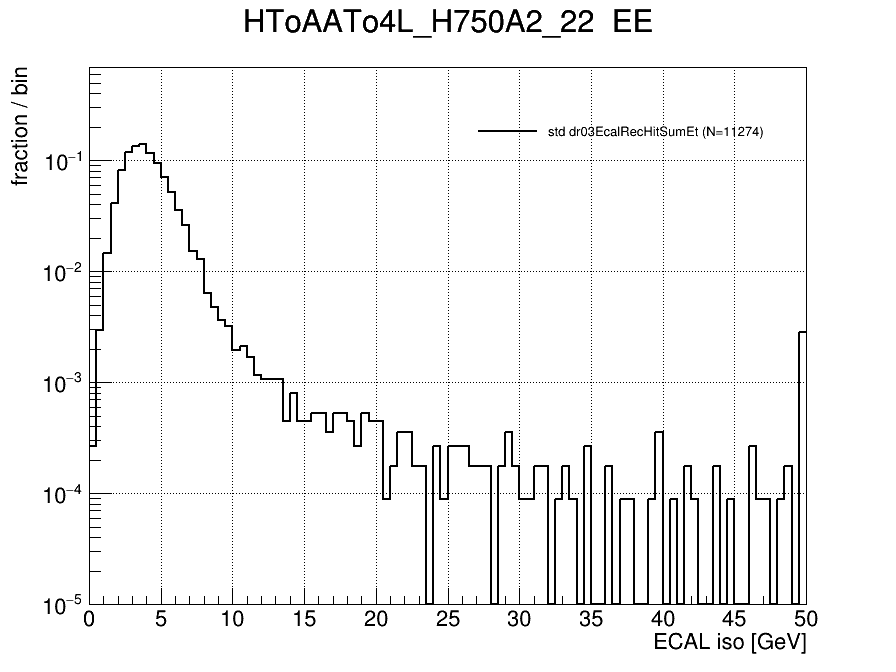 HToAATo4L_H750A2_22 EE
fraction / bin
std dr03EcalRecHitSumEt (N=11274)
10⁻¹
10⁻²
10⁻³
10⁻⁴
10⁻⁵
0 5 10 15 20 25 30 35 40 45 50
ECAL iso [GeV]